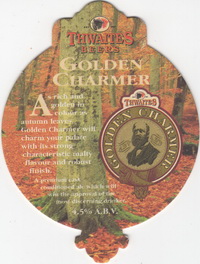 THWAITES
BEERS
GOLDEN
CHARMER
As rich and
golden in
colour as
autumn leaves,
Golden Charmer will
charm your palate
with its strong
characteristic malty
flavour and robust
finish.
A premium cask
conditioned ale which will
win the approval of the
most discerning drinker.
4.5% A.B.V.
THWAITES
GOLDEN CHARMER